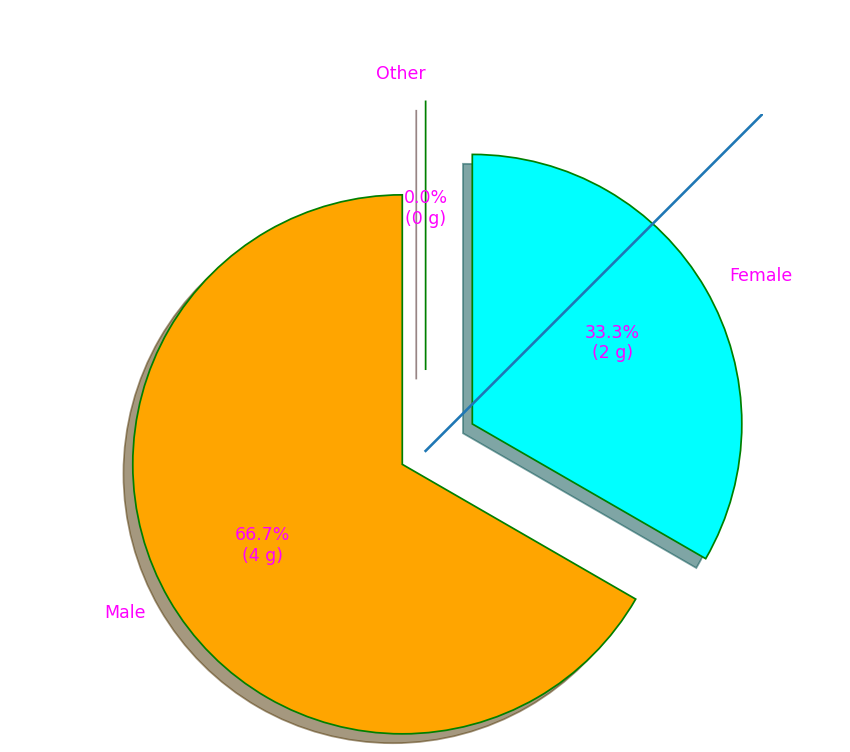 Other
0.0%
(0 g)
Female
33.3%
(2 g)
66.7%
(4 g)
Male